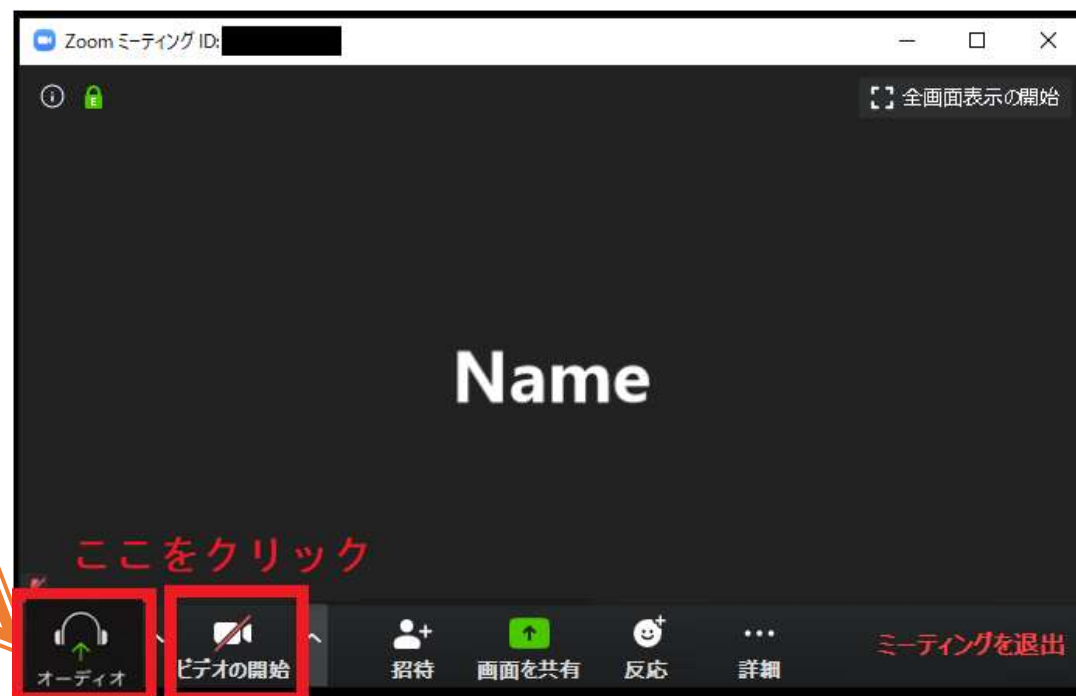 Zoom ミーティング ID:
全画面表示の開始
Name
ここをクリック
オーディオ
ビデオの開始
招待
画面を共有
反応
詳細
ミーティングを退出